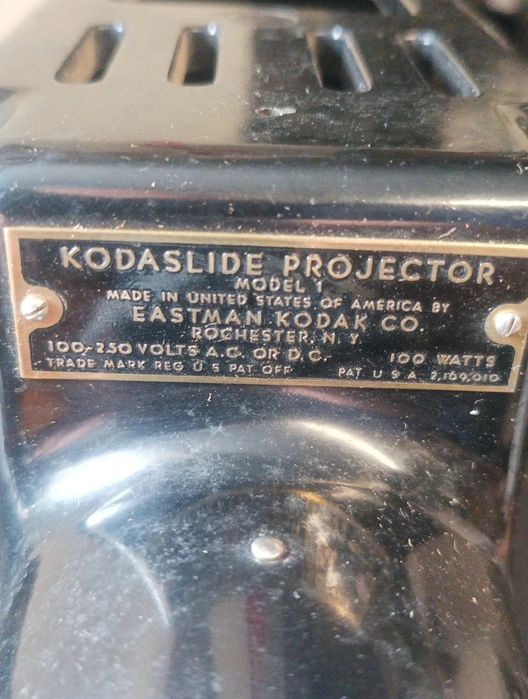 KODASLIDE PROJECTOR
MODEL 1
MADE IN UNITED STATES OF AMERICA BY
EASTMAN KODAK CO.
ROCHESTER, N. Y.
100-250 VOLTS A.C. OR D.C. 100 WATTS
TRADE MARK REG U S PAT. OFF. PAT U S A 2,159,010